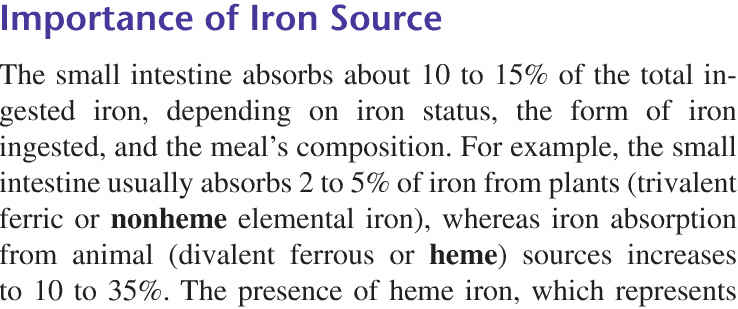 Importance of Iron Source
The small intestine absorbs about 10 to 15% of the total in-
gested iron, depending on iron status, the form of iron
ingested, and the meal's composition. For example, the small
intestine usually absorbs 2 to 5% of iron from plants (trivalent
ferric or nonheme elemental iron), whereas iron absorption
from animal (divalent ferrous or heme) sources increases
to 10 to 35%. The presence of heme iron, which represents